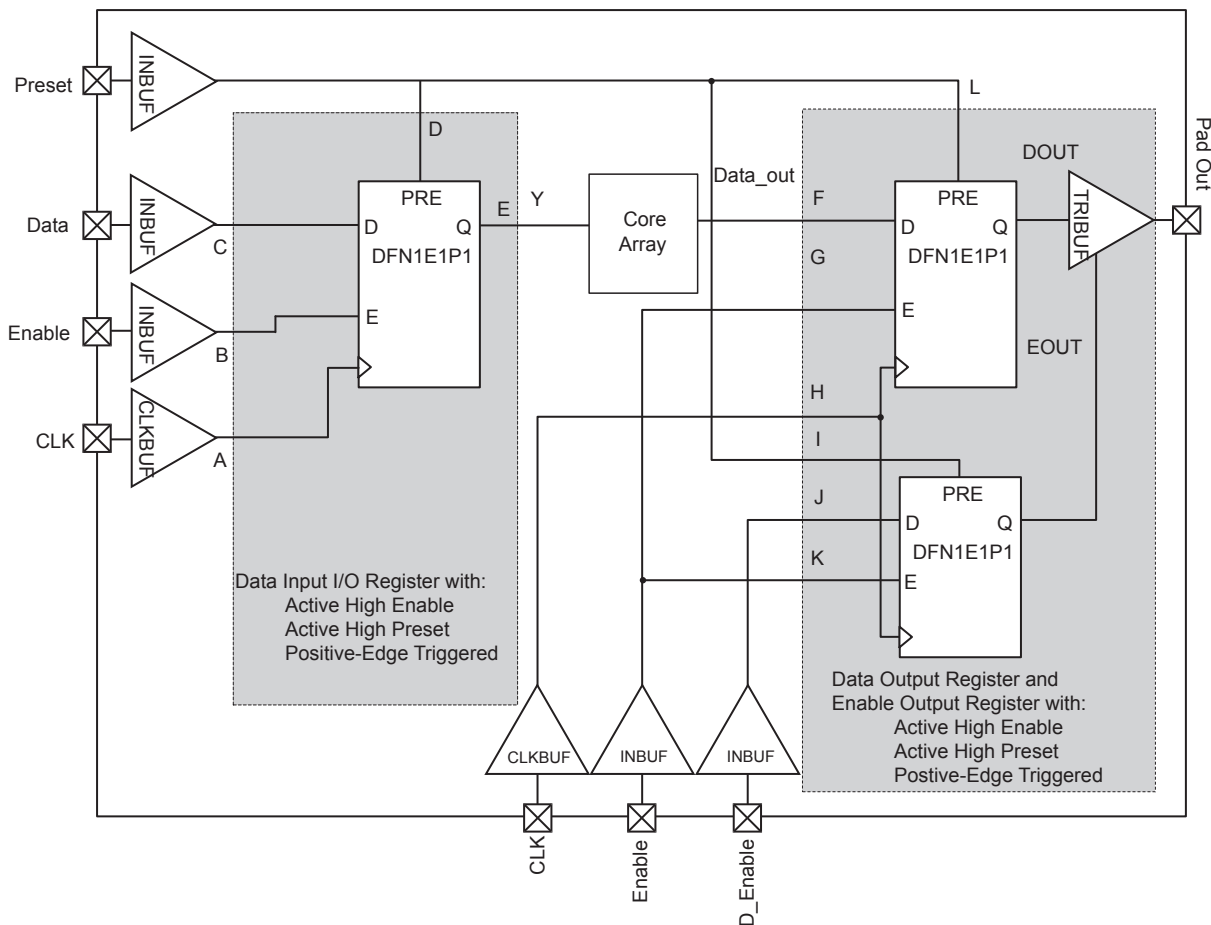 Preset
INBUF
L
D
Pad Out
DOUT
Data
INBUF
C
PRE
D
Q
DFN1E1P1
E
E
Y
Core
Array
Data_out
F
G
PRE
D
Q
DFN1E1P1
E
TRIBUF
EOUT
Enable
INBUF
B
CLK
CLKBUF
A
H
I
J
K
PRE
D
Q
DFN1E1P1
E
Data Input I/O Register with:
Active High Enable
Active High Preset
Positive-Edge Triggered
Data Output Register and
Enable Output Register with:
Active High Enable
Active High Preset
Postive-Edge Triggered
CLKBUF
INBUF
INBUF
CLK
Enable
D_Enable